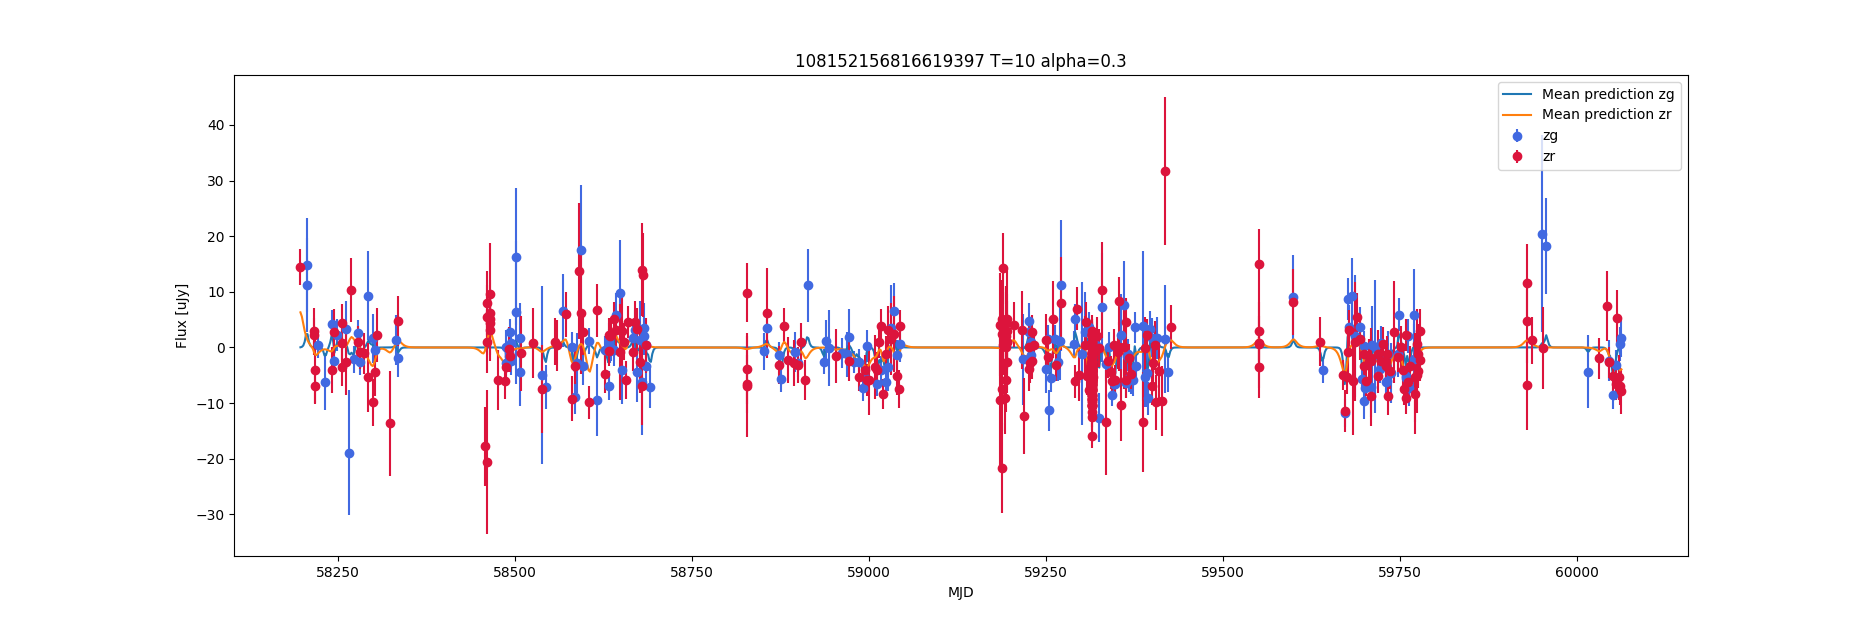 108152156816619397 T=10 alpha=0.3
Mean prediction zg
Mean prediction zr
zg
zr
Flux [uJy]
40
30
20
10
0
−10
−20
−30
58250 58500 58750 59000 59250 59500 59750 60000
MJD